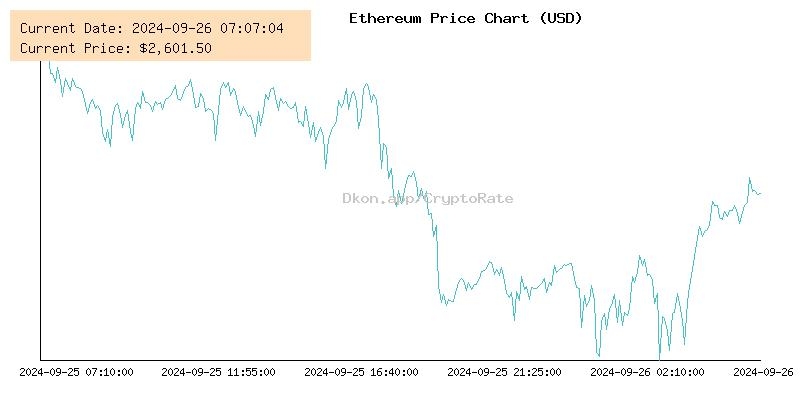 Ethereum Price Chart (USD)
Current Date: 2024-09-26 07:07:04
Current Price: $2,601.50
Dkon.app/CryptoRate
2024-09-25 07:10:00
2024-09-25 11:55:00
2024-09-25 16:40:00
2024-09-25 21:25:00
2024-09-26 02:10:00
2024-09-26